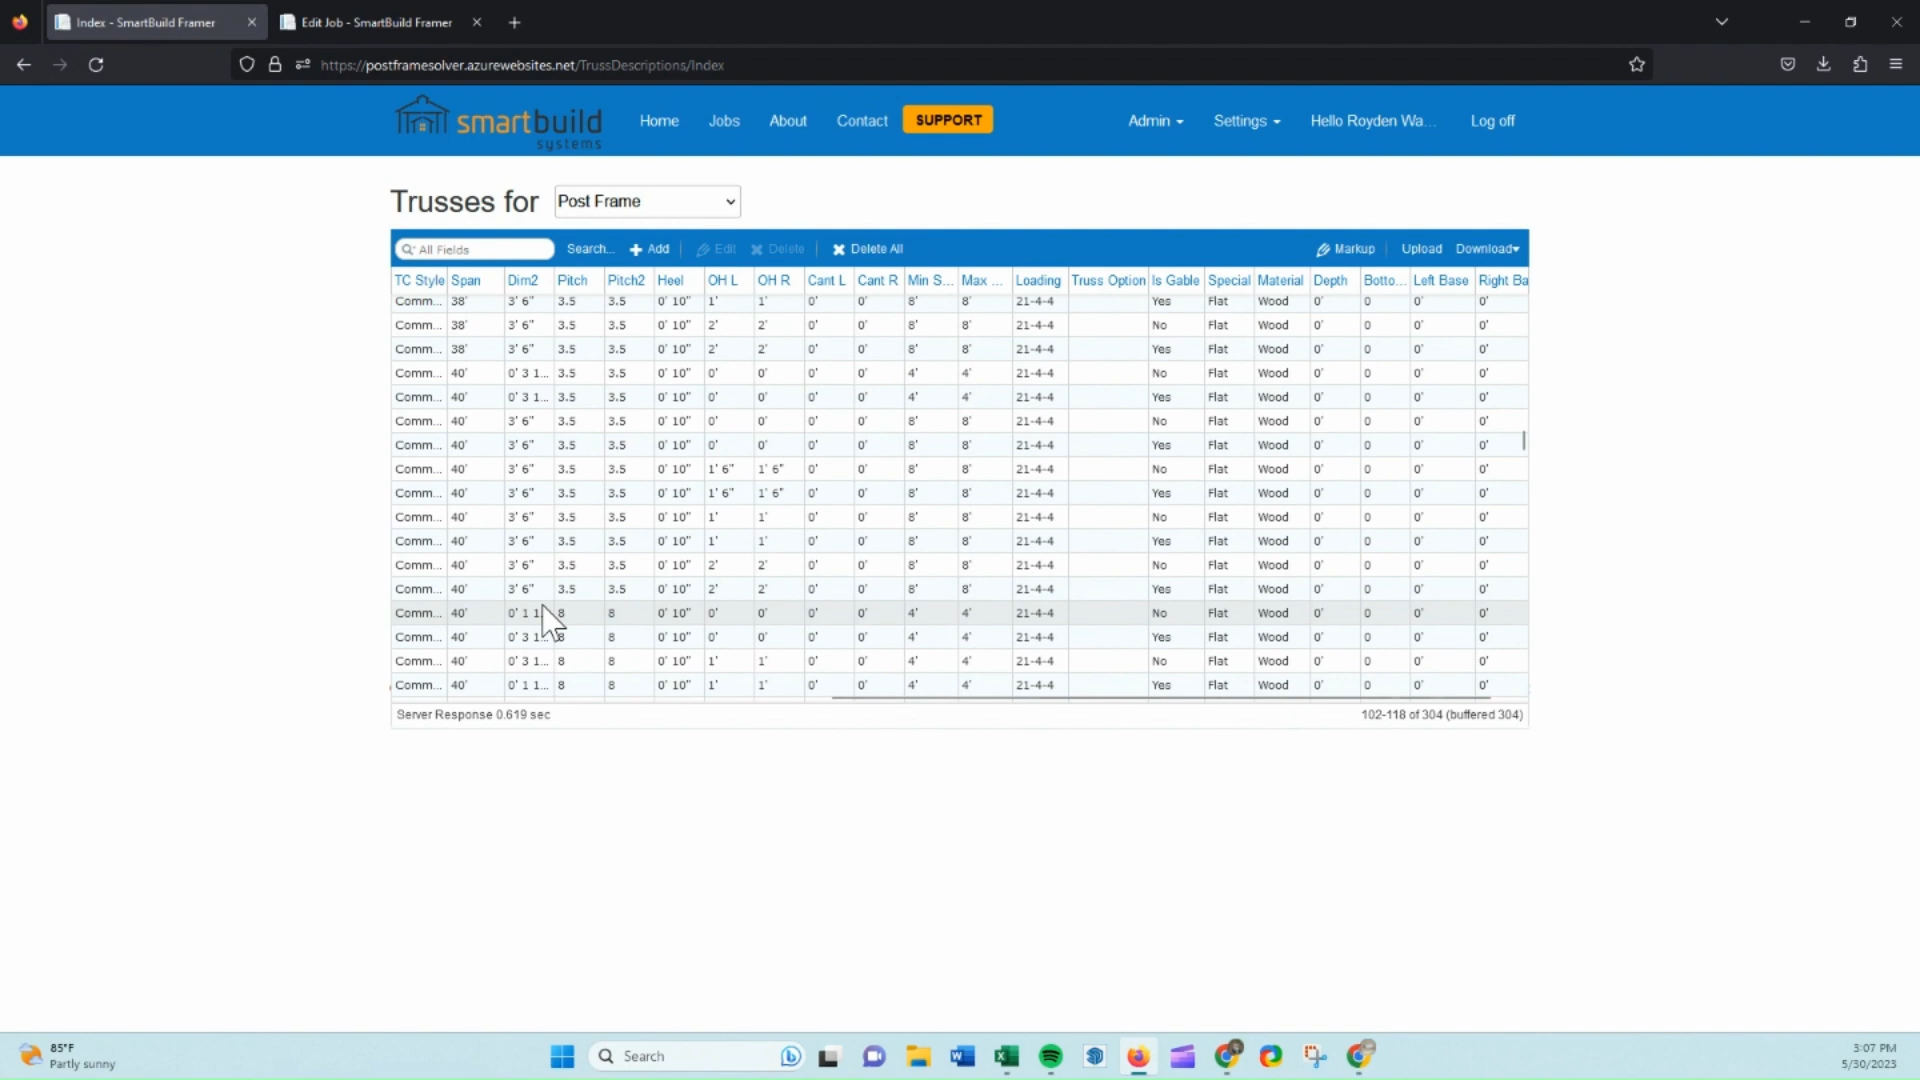 Index - SmartBuild Framer
Edit Job - SmartBuild Framer
https://postframesolver.azurewebsites.net/TrussDescriptions/Index
smartbuild systems
Home Jobs About Contact SUPPORT Admin Settings Hello Royden Wa... Log off
Trusses for Post Frame
All Fields Search... Add Edit Delete Delete All Markup Upload Download
TC Style Span Dim2 Pitch Pitch2 Heel OH L OH R Cant L Cant R Min S... Max ... Loading Truss Option Is Gable Special Material Depth Botto... Left Base Right Ba
Comm... 38' 3' 6" 3.5 3.5 0' 10" 1' 1' 0' 0' 8' 8' 21-4-4 Yes Flat Wood 0' 0 0' 0'
Comm... 38' 3' 6" 3.5 3.5 0' 10" 2' 2' 0' 0' 8' 8' 21-4-4 No Flat Wood 0' 0 0' 0'
Comm... 38' 3' 6" 3.5 3.5 0' 10" 2' 2' 0' 0' 8' 8' 21-4-4 Yes Flat Wood 0' 0 0' 0'
Comm... 40' 0' 3 1... 3.5 3.5 0' 10" 0' 0' 0' 0' 4' 4' 21-4-4 No Flat Wood 0' 0 0' 0'
Comm... 40' 0' 3 1... 3.5 3.5 0' 10" 0' 0' 0' 0' 4' 4' 21-4-4 Yes Flat Wood 0' 0 0' 0'
Comm... 40' 3' 6" 3.5 3.5 0' 10" 0' 0' 0' 0' 8' 8' 21-4-4 No Flat Wood 0' 0 0' 0'
Comm... 40' 3' 6" 3.5 3.5 0' 10" 0' 0' 0' 0' 8' 8' 21-4-4 Yes Flat Wood 0' 0 0' 0'
Comm... 40' 3' 6" 3.5 3.5 0' 10" 1' 6" 1' 6" 0' 0' 8' 8' 21-4-4 No Flat Wood 0' 0 0' 0'
Comm... 40' 3' 6" 3.5 3.5 0' 10" 1' 6" 1' 6" 0' 0' 8' 8' 21-4-4 Yes Flat Wood 0' 0 0' 0'
Comm... 40' 3' 6" 3.5 3.5 0' 10" 1' 1' 0' 0' 8' 8' 21-4-4 No Flat Wood 0' 0 0' 0'
Comm... 40' 3' 6" 3.5 3.5 0' 10" 1' 1' 0' 0' 8' 8' 21-4-4 Yes Flat Wood 0' 0 0' 0'
Comm... 40' 3' 6" 3.5 3.5 0' 10" 2' 2' 0' 0' 8' 8' 21-4-4 No Flat Wood 0' 0 0' 0'
Comm... 40' 3' 6" 3.5 3.5 0' 10" 2' 2' 0' 0' 8' 8' 21-4-4 Yes Flat Wood 0' 0 0' 0'
Comm... 40' 0' 1 1 8 8 0' 10" 0' 0' 0' 0' 4' 4' 21-4-4 No Flat Wood 0' 0 0' 0'
Comm... 40' 0' 3 1... 8 8 0' 10" 0' 0' 0' 0' 4' 4' 21-4-4 Yes Flat Wood 0' 0 0' 0'
Comm... 40' 0' 3 1... 8 8 0' 10" 1' 1' 0' 0' 4' 4' 21-4-4 No Flat Wood 0' 0 0' 0'
Comm... 40' 0' 1 1... 8 8 0' 10" 1' 1' 0' 0' 4' 4' 21-4-4 Yes Flat Wood 0' 0 0' 0'
Server Response 0.619 sec 102-118 of 304 (buffered 304)
85°F
Partly sunny
Search
3:07 PM
5/30/2023